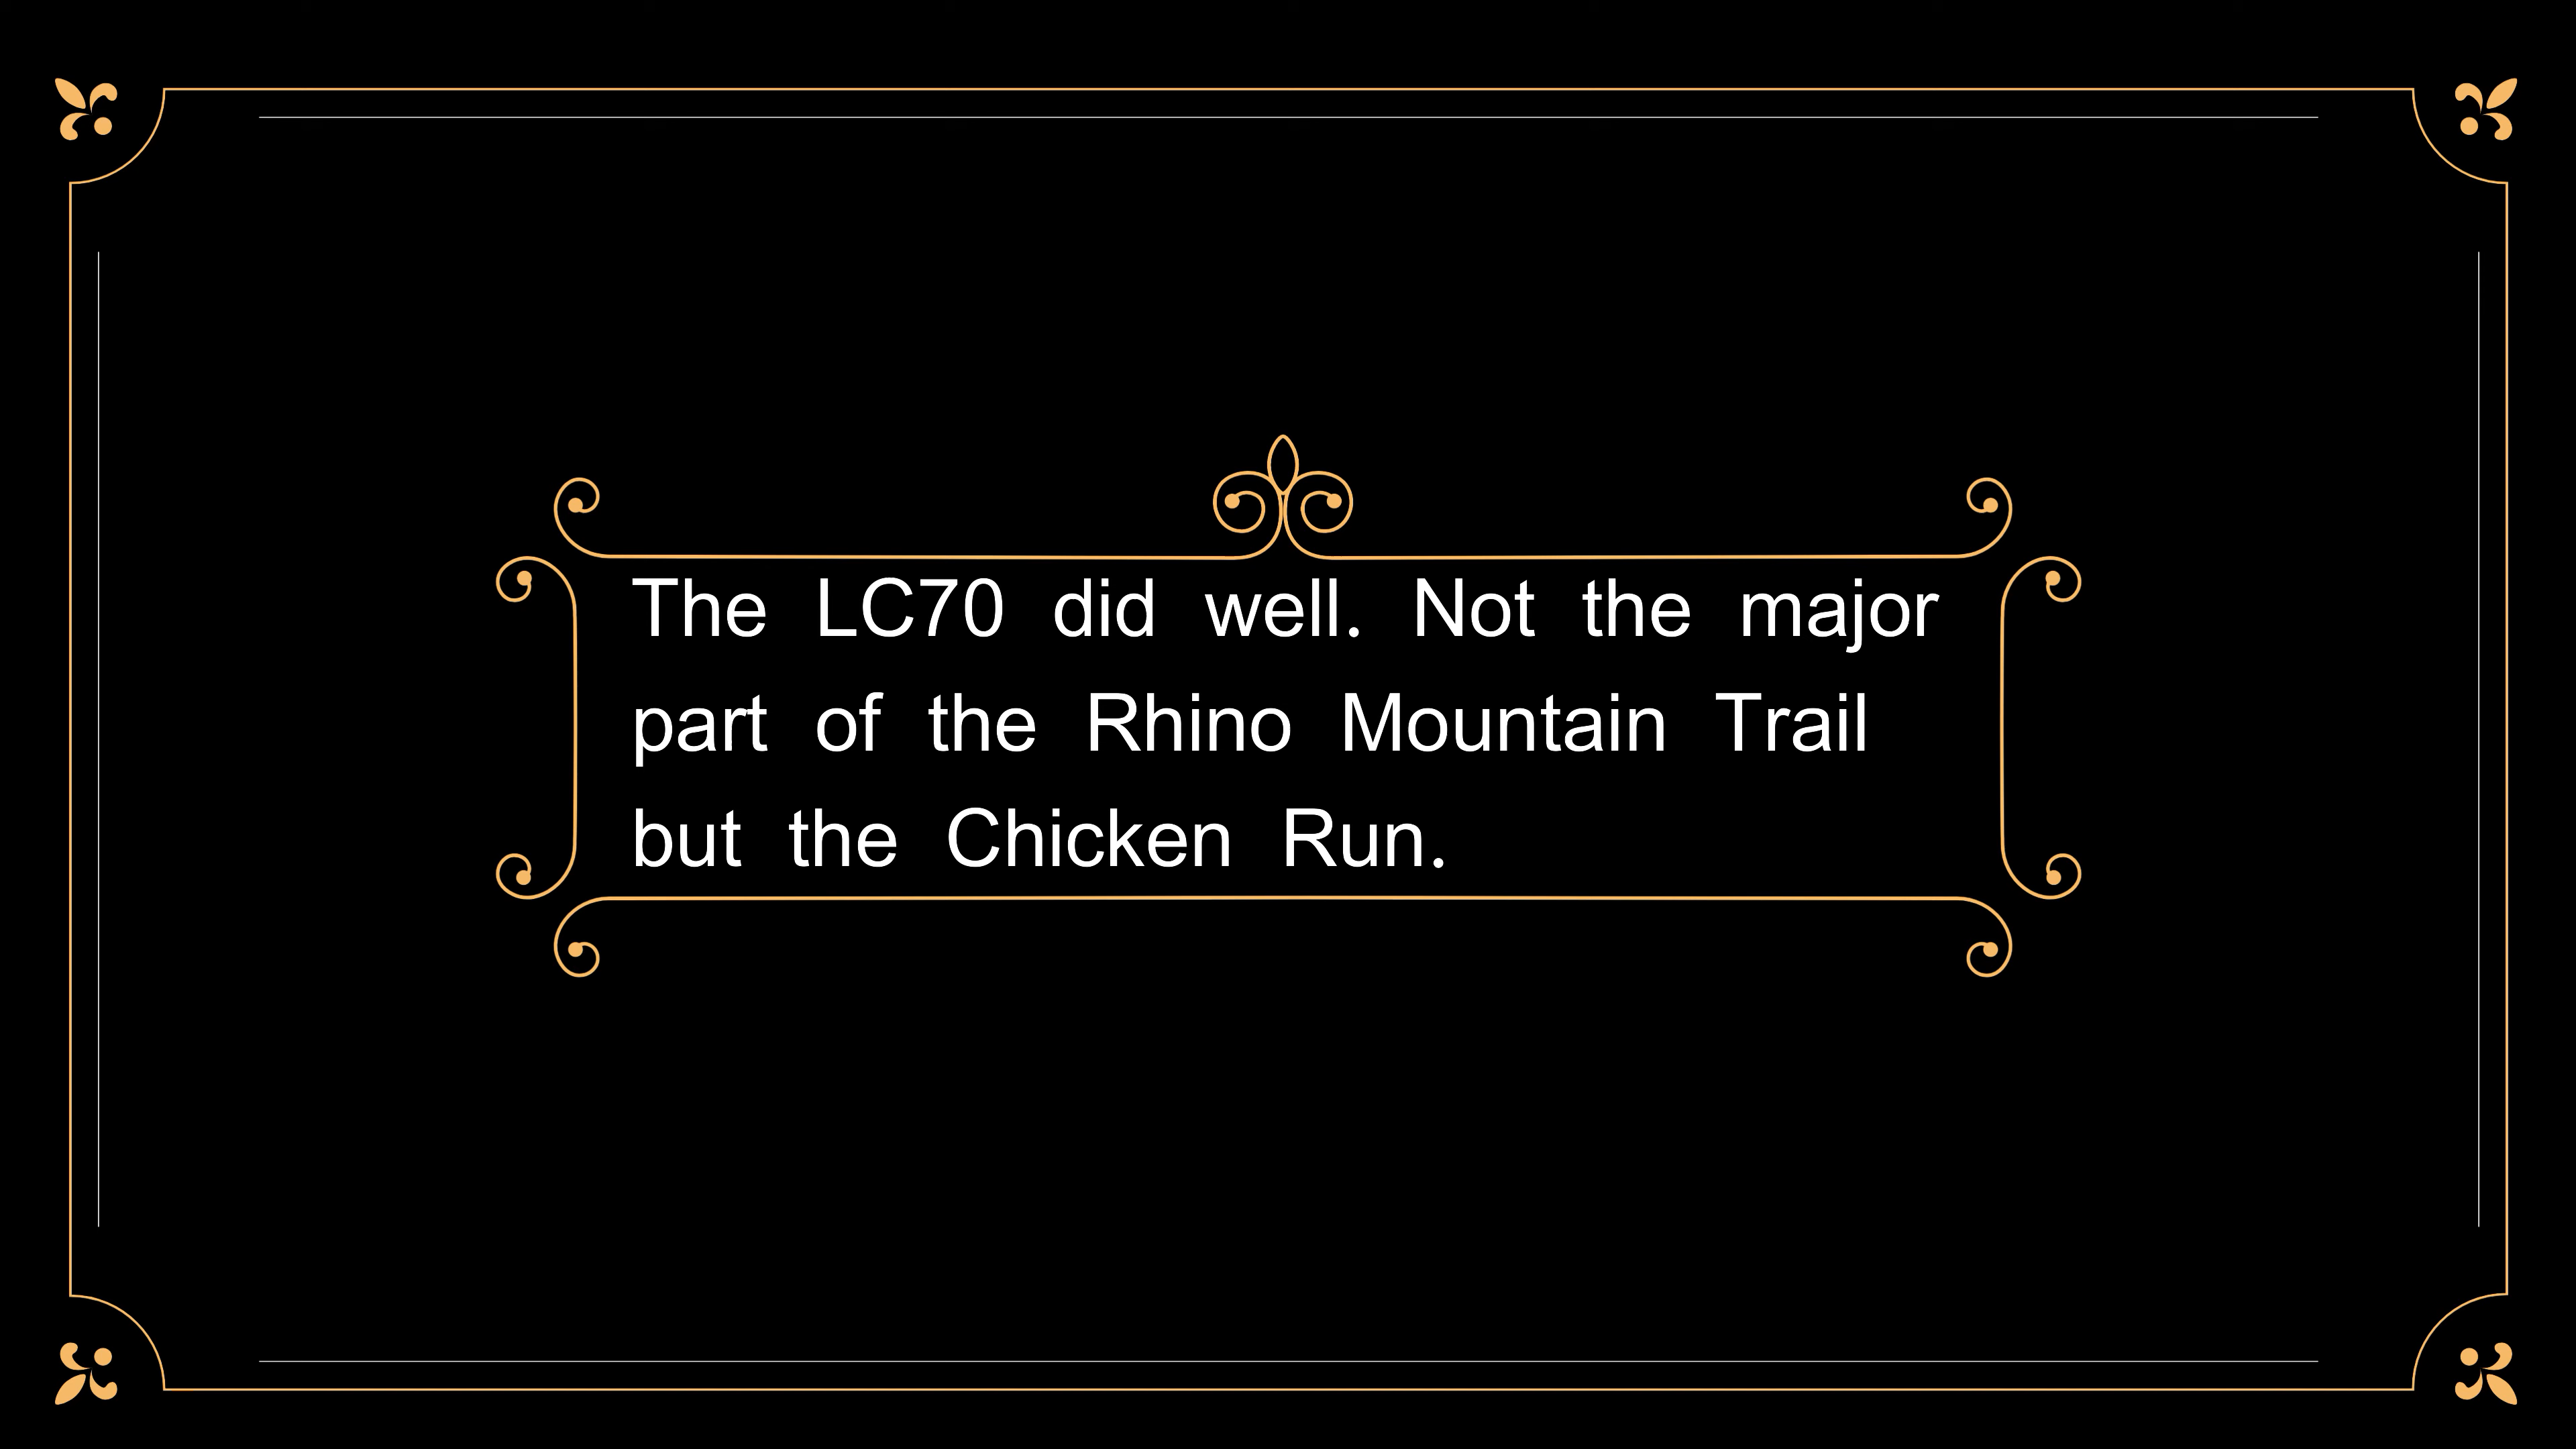 The LC70 did well. Not the major
part of the Rhino Mountain Trail
but the Chicken Run.